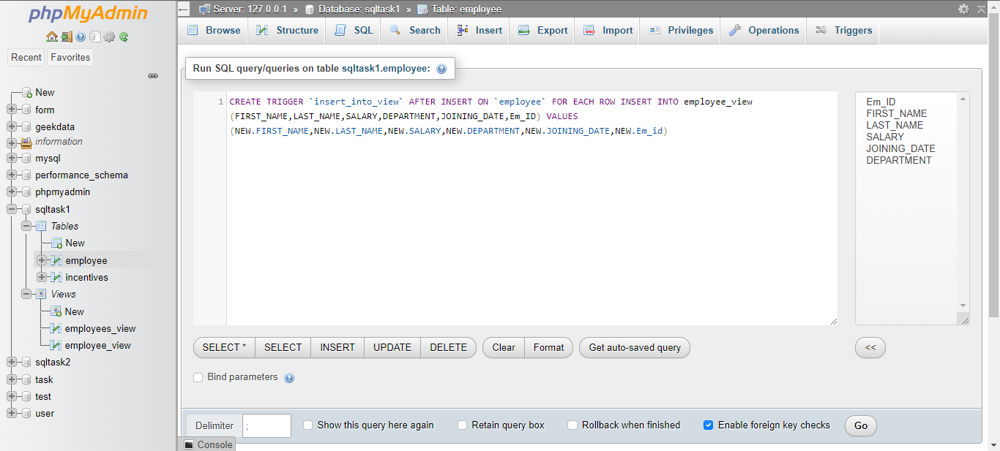 phpMyAdmin
Recent Favorites
New
form
geekdata
information
mysql
performance_schema
phpmyadmin
sqltask1
Tables
New
employee
incentives
Views
New
employees_view
employee_view
sqltask2
task
test
user
Server: 127.0.0.1 » Database: sqltask1 » Table: employee
Browse Structure SQL Search Insert Export Import Privileges Operations Triggers
Run SQL query/queries on table sqltask1.employee:
1 CREATE TRIGGER `insert_into_view` AFTER INSERT ON `employee` FOR EACH ROW INSERT INTO employee_view
(FIRST_NAME,LAST_NAME,SALARY,DEPARTMENT,JOINING_DATE,Em_ID) VALUES
(NEW.FIRST_NAME,NEW.LAST_NAME,NEW.SALARY,NEW.DEPARTMENT,NEW.JOINING_DATE,NEW.Em_id)
Em_ID
FIRST_NAME
LAST_NAME
SALARY
JOINING_DATE
DEPARTMENT
SELECT * SELECT INSERT UPDATE DELETE Clear Format Get auto-saved query <<
Bind parameters
Delimiter ; Show this query here again Retain query box Rollback when finished Enable foreign key checks Go
Console